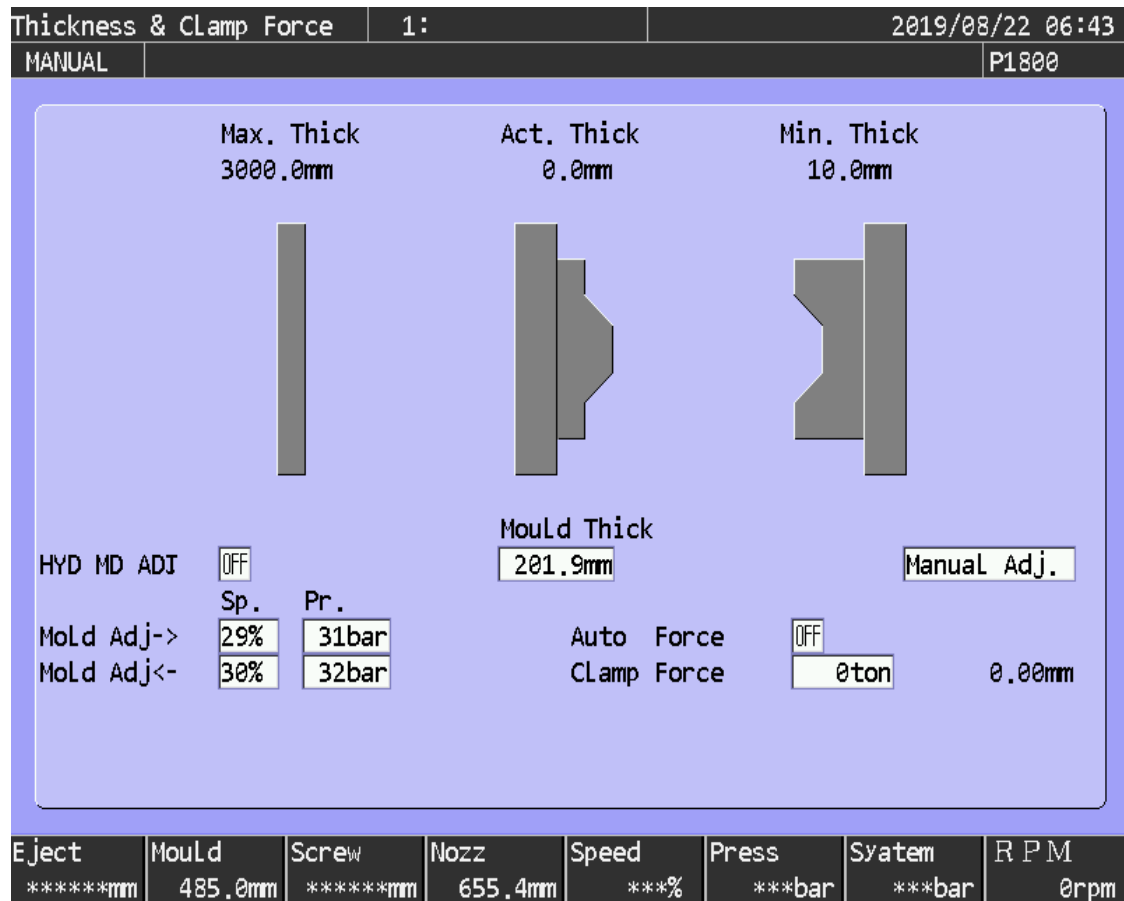 Thickness & Clamp Force 1: 2019/08/22 06:43
MANUAL P1800
Max. Thick Act. Thick Min. Thick
3000.0mm 0.0mm 10.0mm
Mould Thick
HYD MD ADJ OFF 201.9mm Manual Adj.
Sp. Pr.
Mold Adj-> 29% 31bar Auto Force OFF
Mold Adj<- 30% 32bar Clamp Force 0ton 0.00mm
Eject Mould Screw Nozz Speed Press Syatem RPM
******mm 485.0mm ******mm 655.4mm ***% ***bar ***bar 0rpm